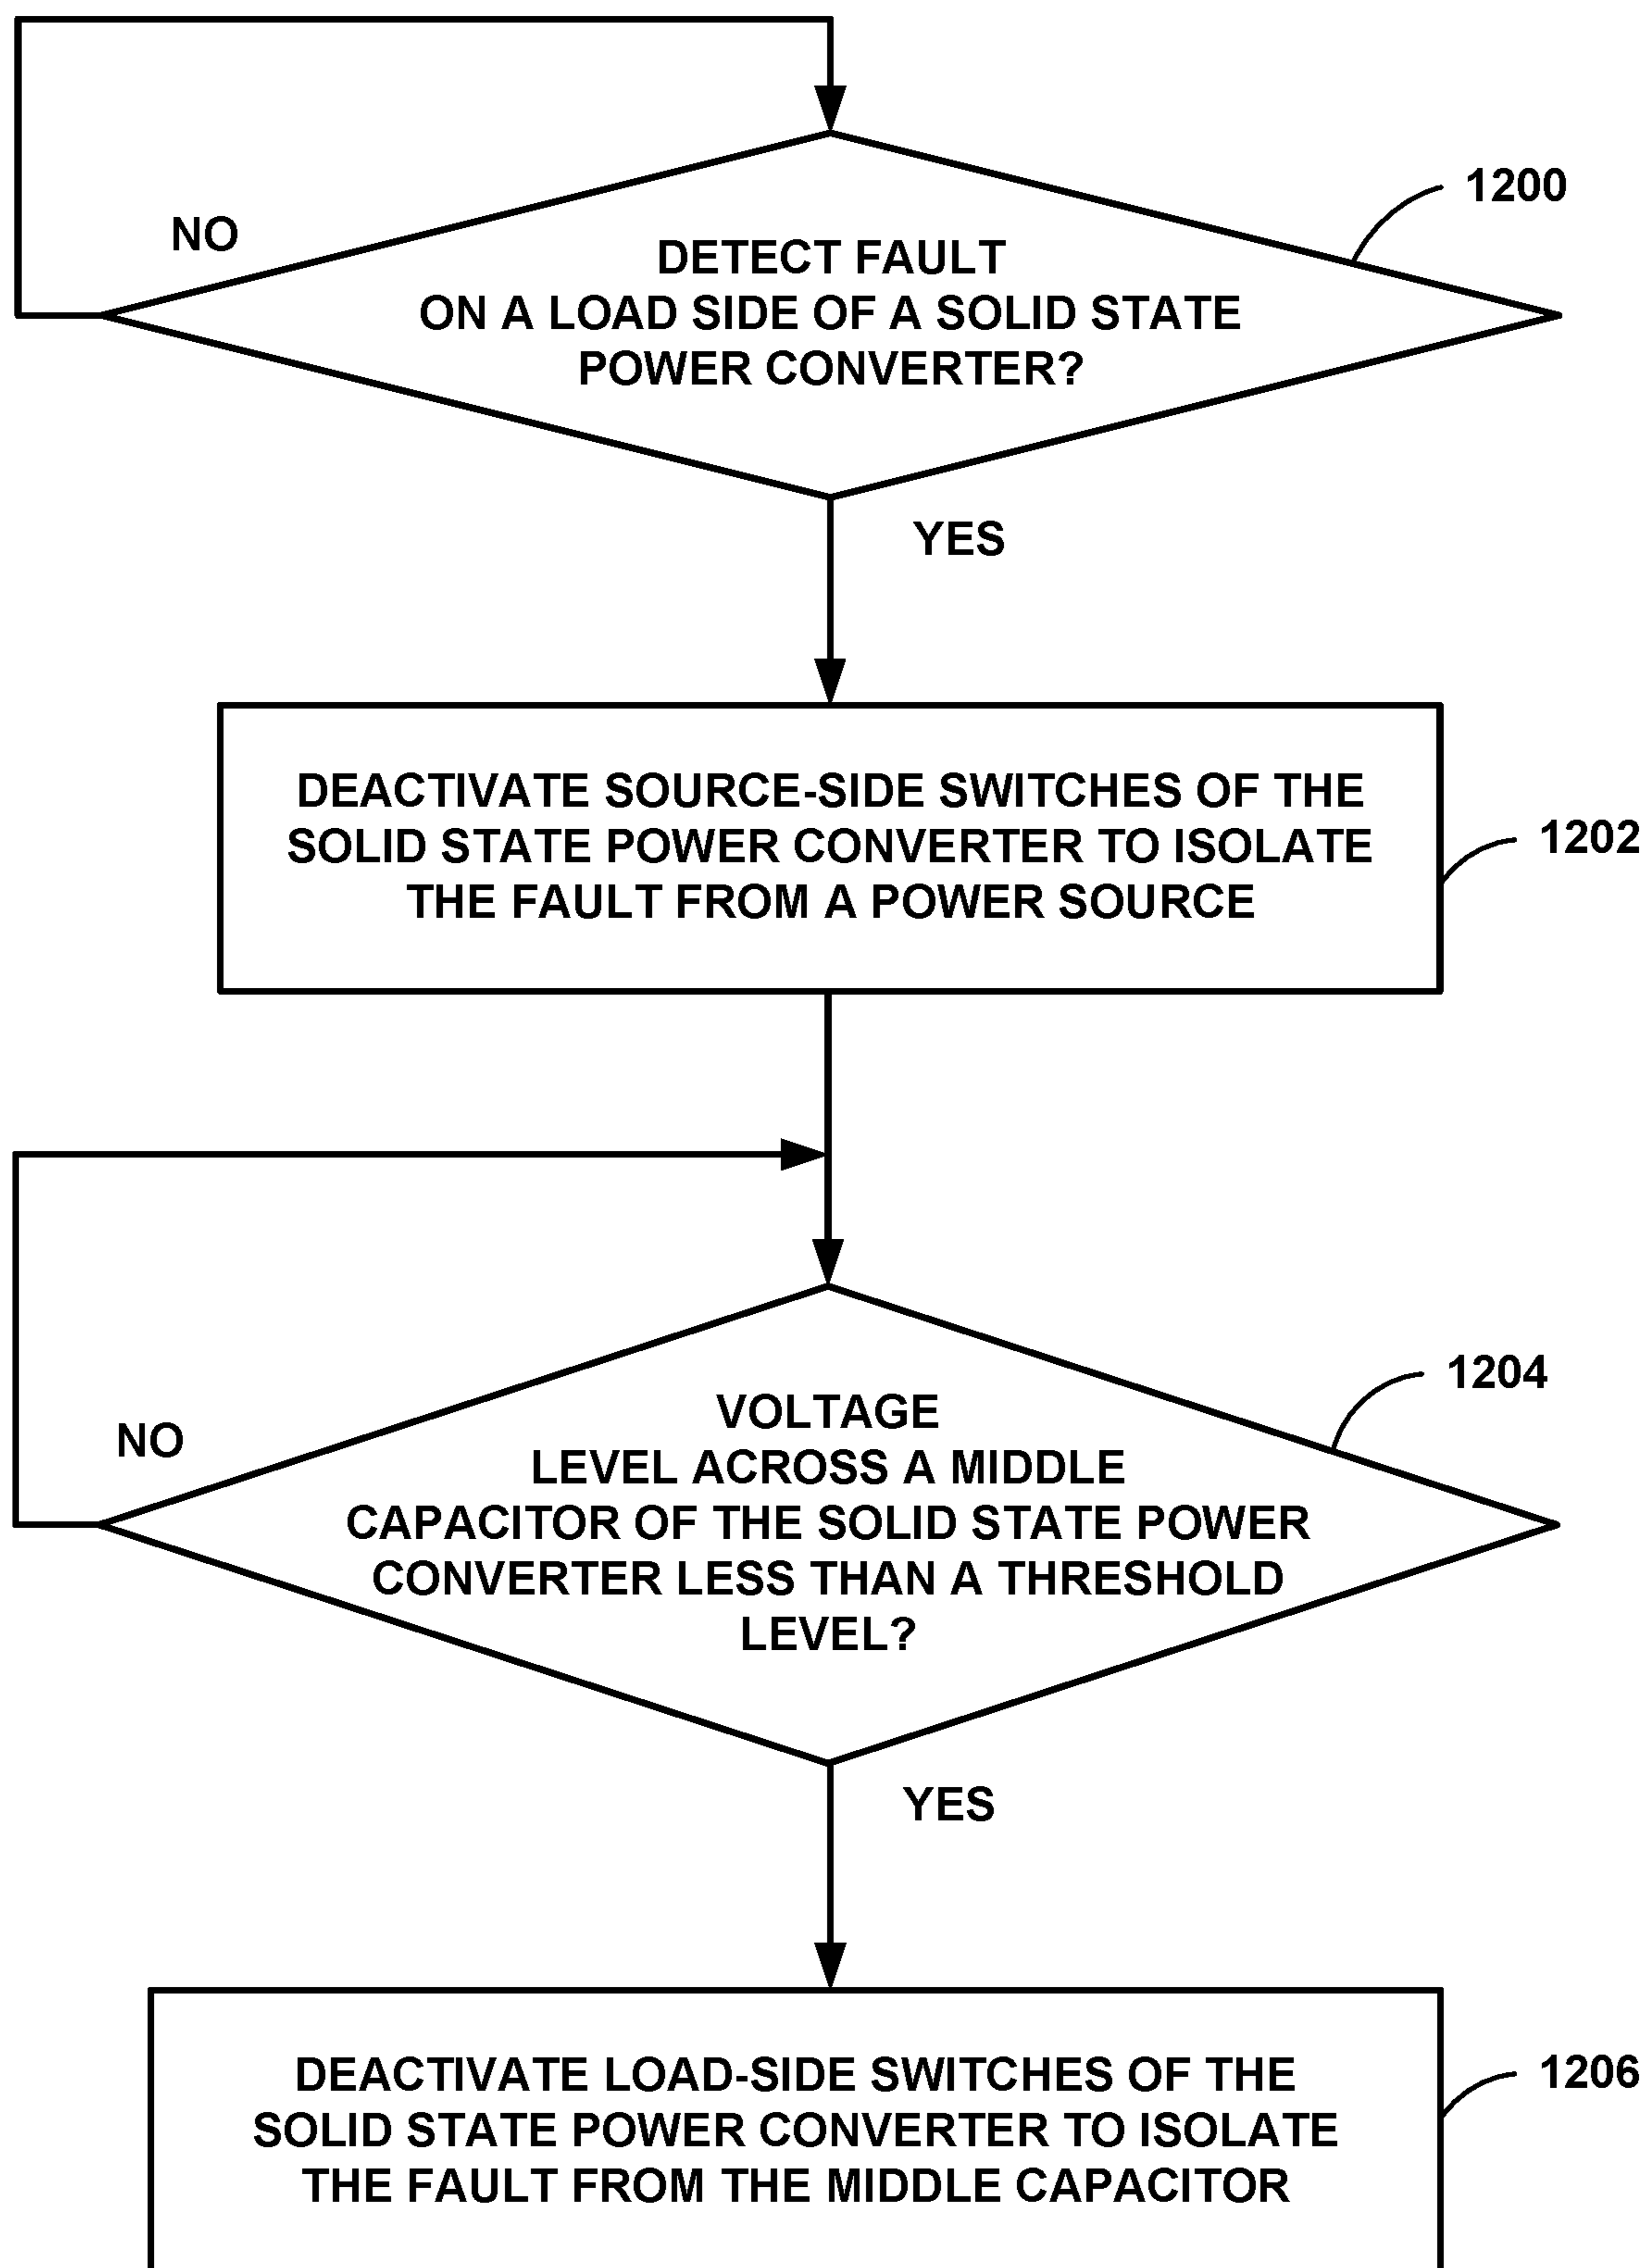 1200
NO
DETECT FAULT
ON A LOAD SIDE OF A SOLID STATE
POWER CONVERTER?
YES
DEACTIVATE SOURCE-SIDE SWITCHES OF THE
SOLID STATE POWER CONVERTER TO ISOLATE
THE FAULT FROM A POWER SOURCE
1202
1204
NO
VOLTAGE
LEVEL ACROSS A MIDDLE
CAPACITOR OF THE SOLID STATE POWER
CONVERTER LESS THAN A THRESHOLD
LEVEL?
YES
DEACTIVATE LOAD-SIDE SWITCHES OF THE
SOLID STATE POWER CONVERTER TO ISOLATE
THE FAULT FROM THE MIDDLE CAPACITOR
1206